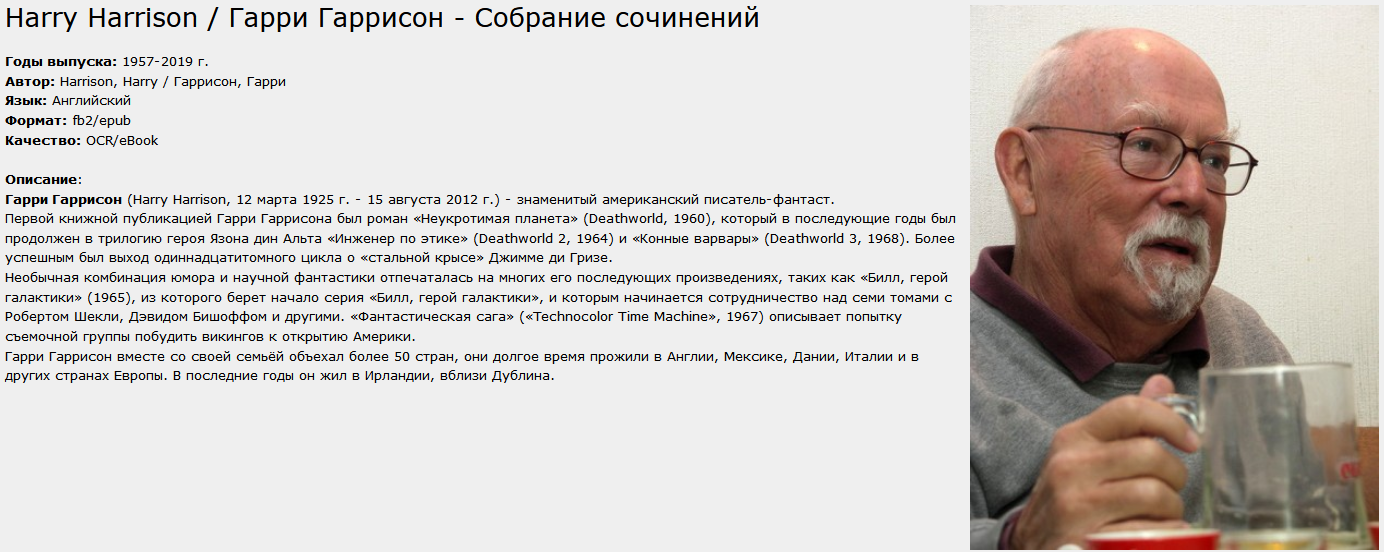 Harry Harrison / Гарри Гаррисон - Собрание сочинений
Годы выпуска: 1957-2019 г.
Автор: Harrison, Harry / Гаррисон, Гарри
Язык: Английский
Формат: fb2/epub
Качество: OCR/eBook
Описание:
Гарри Гаррисон (Harry Harrison, 12 марта 1925 г. - 15 августа 2012 г.) - знаменитый американский писатель-фантаст.
Первой книжной публикацией Гарри Гаррисона был роман «Неукротимая планета» (Deathworld, 1960), который в последующие годы был
продолжен в трилогию героя Язона дин Альта «Инженер по этике» (Deathworld 2, 1964) и «Конные варвары» (Deathworld 3, 1968). Более
успешным был выход одиннадцатитомного цикла о «стальной крысе» Джимме ди Гризе.
Необычная комбинация юмора и научной фантастики отпечаталась на многих его последующих произведениях, таких как «Билл, герой
галактики» (1965), из которого берет начало серия «Билл, герой галактики», и которым начинается сотрудничество над семи томами с
Робертом Шекли, Дэвидом Бишоффом и другими. «Фантастическая сага» («Technocolor Time Machine», 1967) описывает попытку
съемочной группы побудить викингов к открытию Америки.
Гарри Гаррисон вместе со своей семьёй объехал более 50 стран, они долгое время прожили в Англии, Мексике, Дании, Италии и в
других странах Европы. В последние годы он жил в Ирландии, вблизи Дублина.